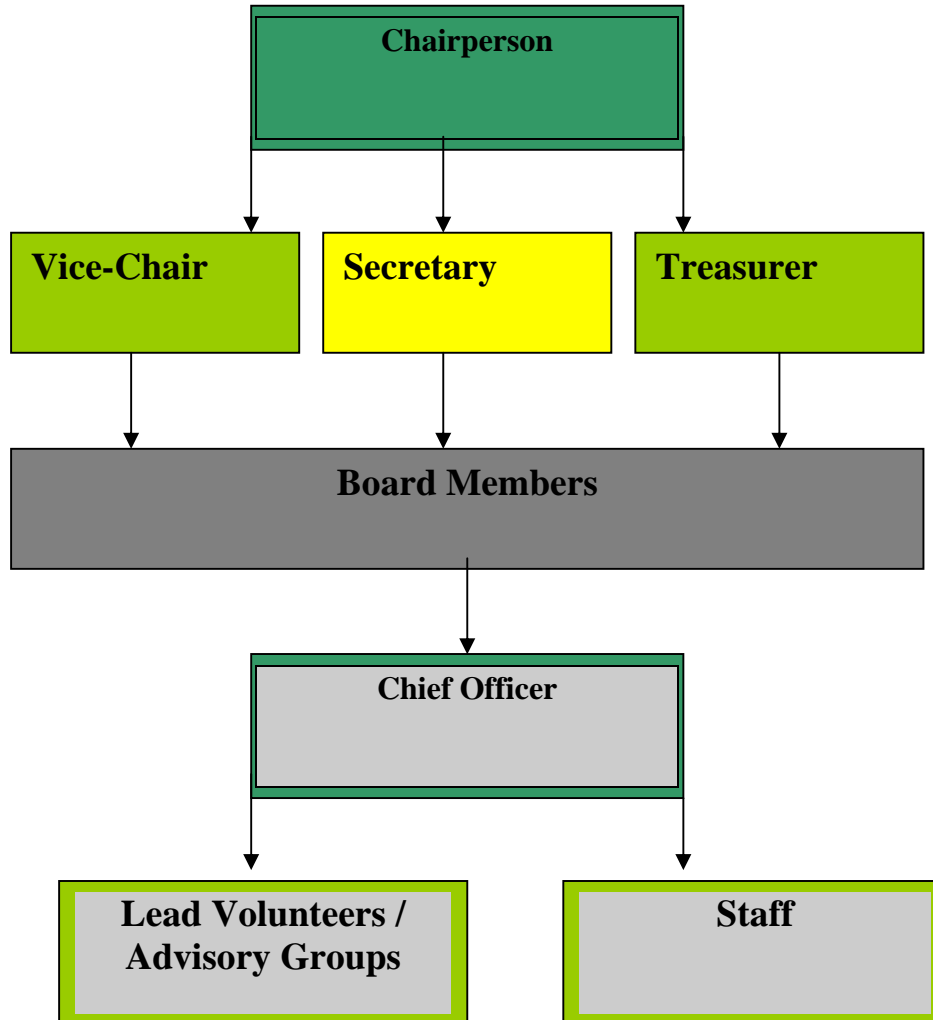 Chairperson
Vice-Chair
Secretary
Treasurer
Board Members
Chief Officer
Lead Volunteers /
Advisory Groups
Staff